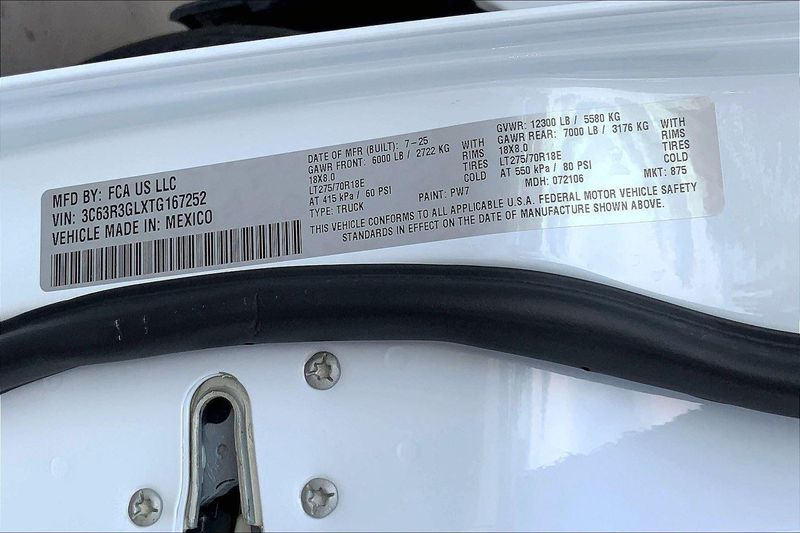 MFD BY: FCA US LLC
VIN: 3C63R3GLXTG167252
VEHICLE MADE IN: MEXICO
DATE OF MFR (BUILT): 7-25
GAWR FRONT: 6000 LB / 2722 KG WITH
18X8.0 RIMS
LT275/70R18E TIRES
AT 415 kPa / 60 PSI COLD
TYPE: TRUCK PAINT: PW7
GVWR: 12300 LB / 5580 KG
GAWR REAR: 7000 LB / 3176 KG WITH
18X8.0 RIMS
LT275/70R18E TIRES
AT 550 kPa / 80 PSI COLD
MDH: 072106 MKT: 875
THIS VEHICLE CONFORMS TO ALL APPLICABLE U.S.A. FEDERAL MOTOR VEHICLE SAFETY
STANDARDS IN EFFECT ON THE DATE OF MANUFACTURE SHOWN ABOVE.